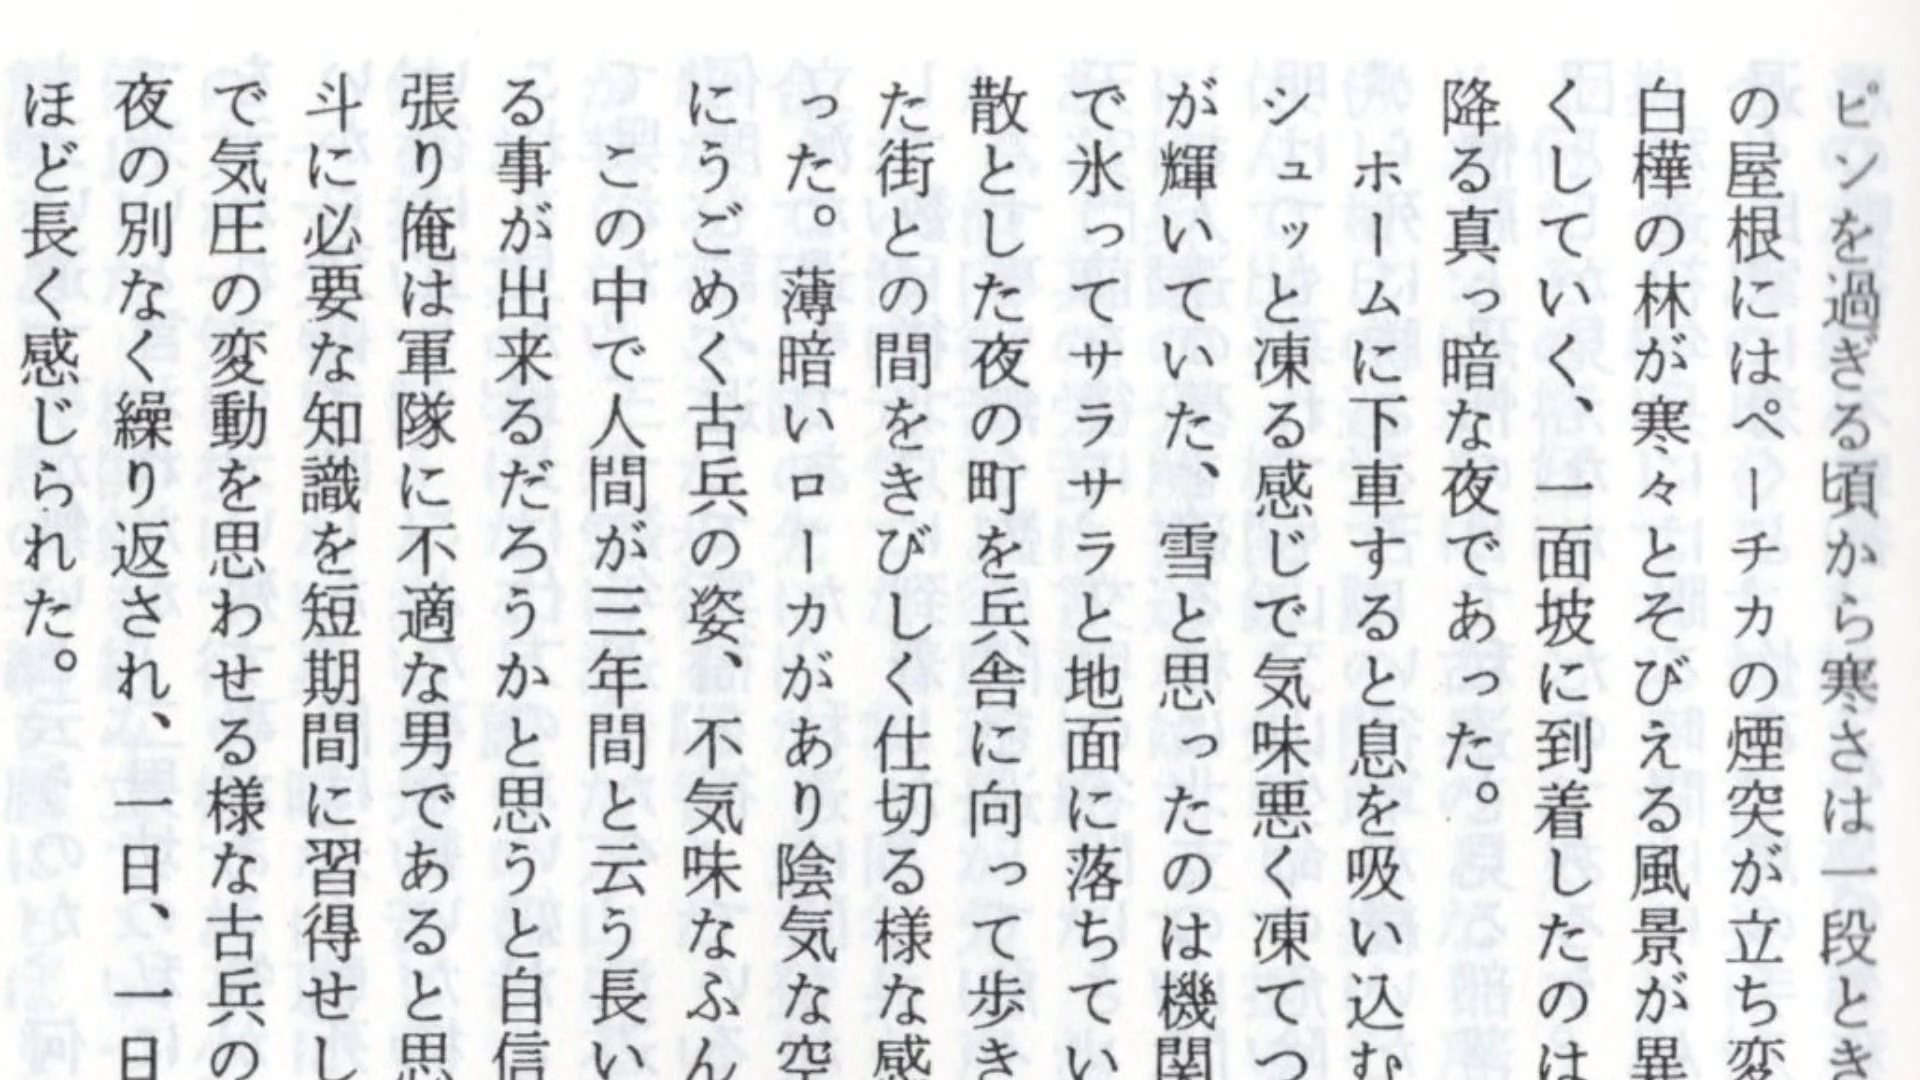 ピンを過ぎる頃から寒さは一段とき
の屋根にはペーチカの煙突が立ち変
白樺の林が寒々とそびえる風景が異
くしていく、一面坡に到着したのは
降る真っ暗な夜であった。
ホームに下車すると息を吸い込む
シュッと凍る感じで気味悪く凍てつ
が輝いていた、雪と思ったのは機関
で氷ってサラサラと地面に落ちてい
散とした夜の町を兵舎に向って歩き
た街との間をきびしく仕切る様な感
った。薄暗いローカがあり陰気な空
にうごめく古兵の姿、不気味なふん
この中で人間が三年間と云う長い
る事が出来るだろうかと思うと自信
張り俺は軍隊に不適な男であると思
斗に必要な知識を短期間に習得せし
で気圧の変動を思わせる様な古兵の
夜の別なく繰り返され、一日、一日
ほど長く感じられた。